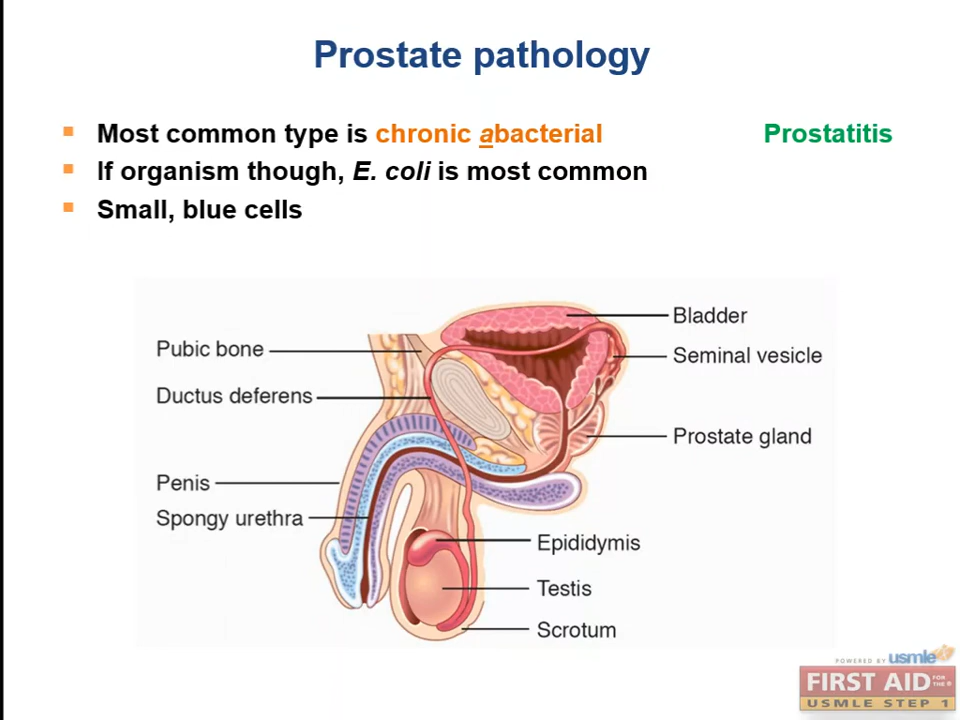 Prostate pathology
Most common type is chronic abacterial
Prostatitis
If organism though, E. coli is most common
Small, blue cells
Bladder
Pubic bone
Seminal vesicle
Ductus deferens
Prostate gland
Penis
Spongy urethra
Epididymis
Testis
Scrotum
POWERED BY usmle
FIRST AID FOR THE®
USMLE STEP 1